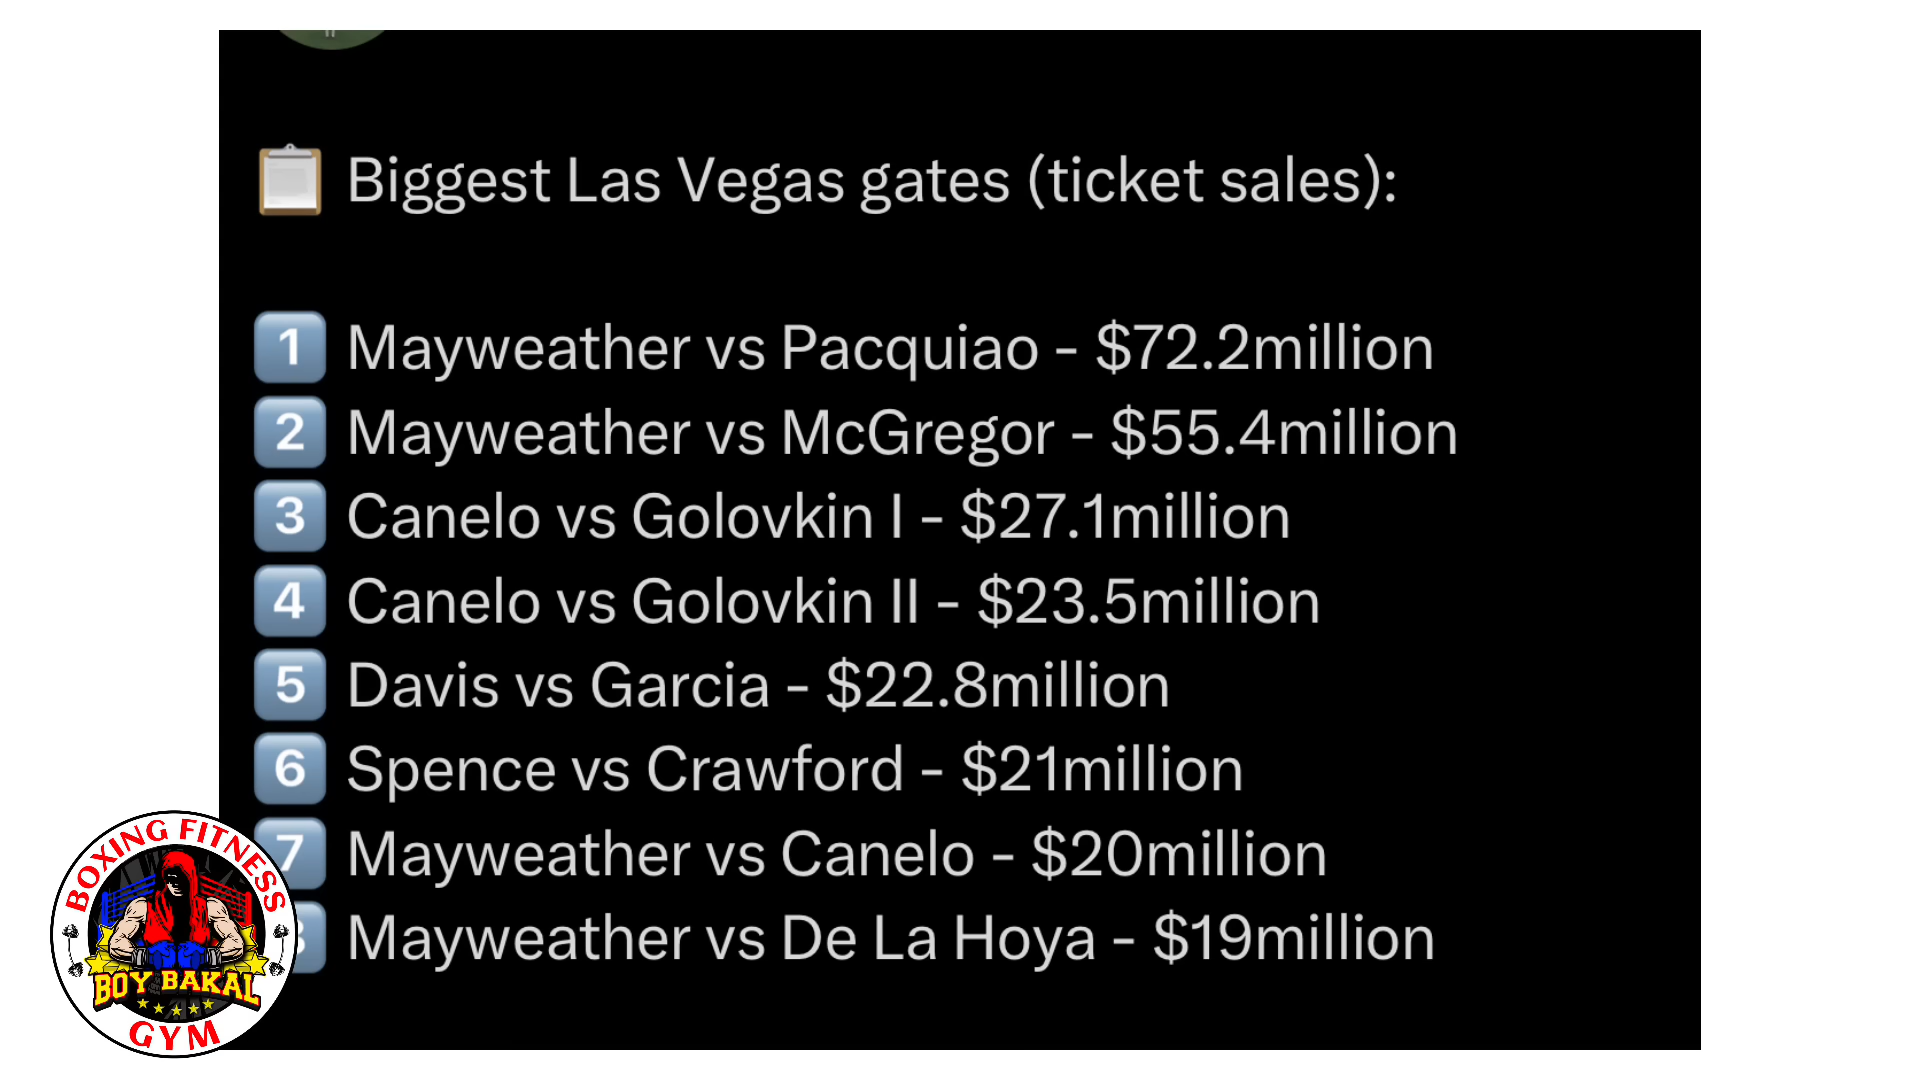 📋 Biggest Las Vegas gates (ticket sales):
1 Mayweather vs Pacquiao - $72.2million
2 Mayweather vs McGregor - $55.4million
3 Canelo vs Golovkin I - $27.1million
4 Canelo vs Golovkin II - $23.5million
5 Davis vs Garcia - $22.8million
6 Spence vs Crawford - $21million
7 Mayweather vs Canelo - $20million
Mayweather vs De La Hoya - $19million
BOXING FITNESS
BOY BAKAL
GYM